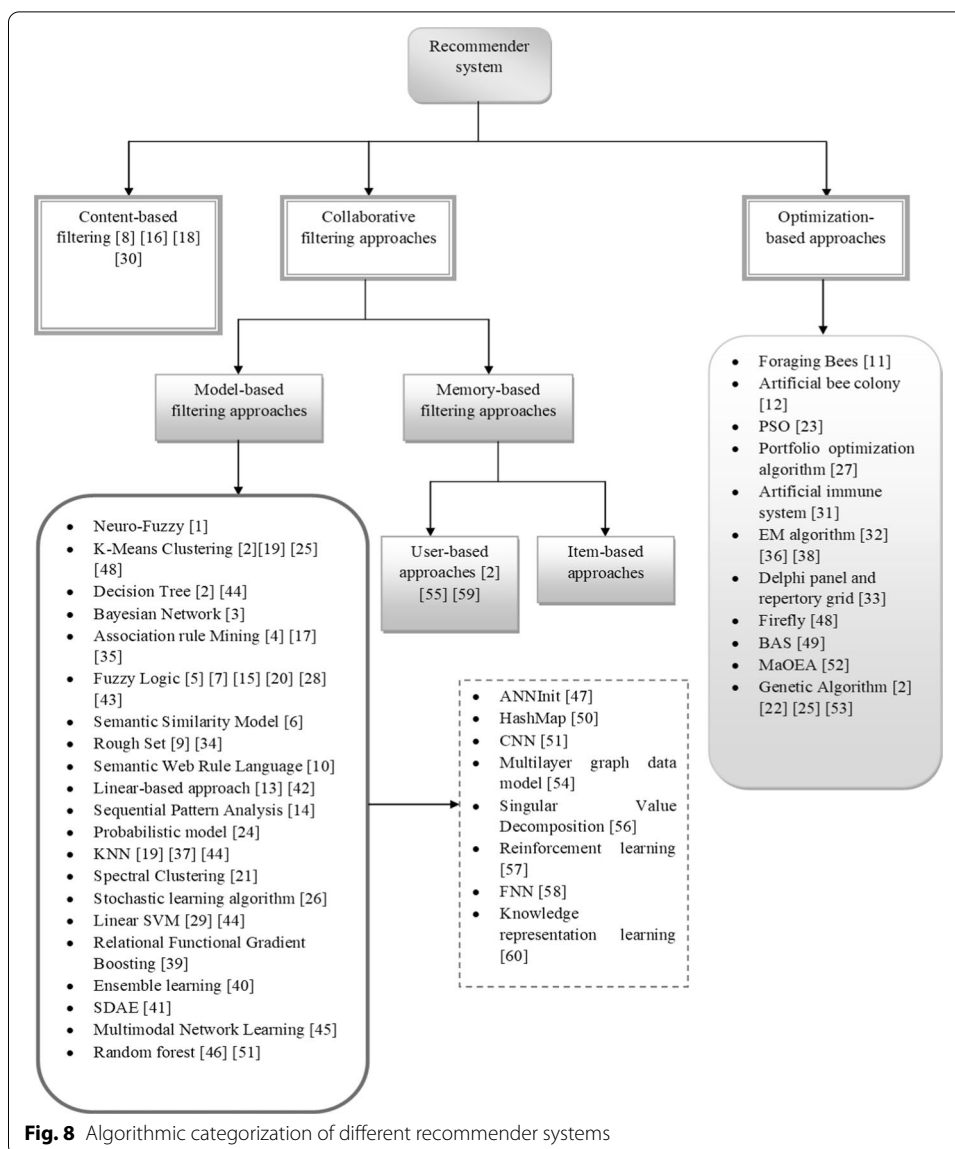 Recommender
system
Content-based
filtering [8] [16] [18]
[30]
Collaborative
filtering approaches
Optimization-
based approaches
Model-based
filtering approaches
Memory-based
filtering approaches
User-based
approaches [2]
[55] [59]
Item-based
approaches
• Neuro-Fuzzy [1]
• K-Means Clustering [2][19] [25]
[48]
• Decision Tree [2] [44]
• Bayesian Network [3]
• Association rule Mining [4] [17]
[35]
• Fuzzy Logic [5] [7] [15] [20] [28]
[43]
• Semantic Similarity Model [6]
• Rough Set [9] [34]
• Semantic Web Rule Language [10]
• Linear-based approach [13] [42]
• Sequential Pattern Analysis [14]
• Probabilistic model [24]
• KNN [19] [37] [44]
• Spectral Clustering [21]
• Stochastic learning algorithm [26]
• Linear SVM [29] [44]
• Relational Functional Gradient
Boosting [39]
• Ensemble learning [40]
• SDAE [41]
• Multimodal Network Learning [45]
• Random forest [46] [51]
• ANNInit [47]
• HashMap [50]
• CNN [51]
• Multilayer graph data
model [54]
• Singular Value
Decomposition [56]
• Reinforcement learning
[57]
• FNN [58]
• Knowledge
representation learning
[60]
• Foraging Bees [11]
• Artificial bee colony
[12]
• PSO [23]
• Portfolio optimization
algorithm [27]
• Artificial immune
system [31]
• EM algorithm [32]
[36] [38]
• Delphi panel and
repertory grid [33]
• Firefly [48]
• BAS [49]
• MaOEA [52]
• Genetic Algorithm [2]
[22] [25] [53]
Fig. 8 Algorithmic categorization of different recommender systems